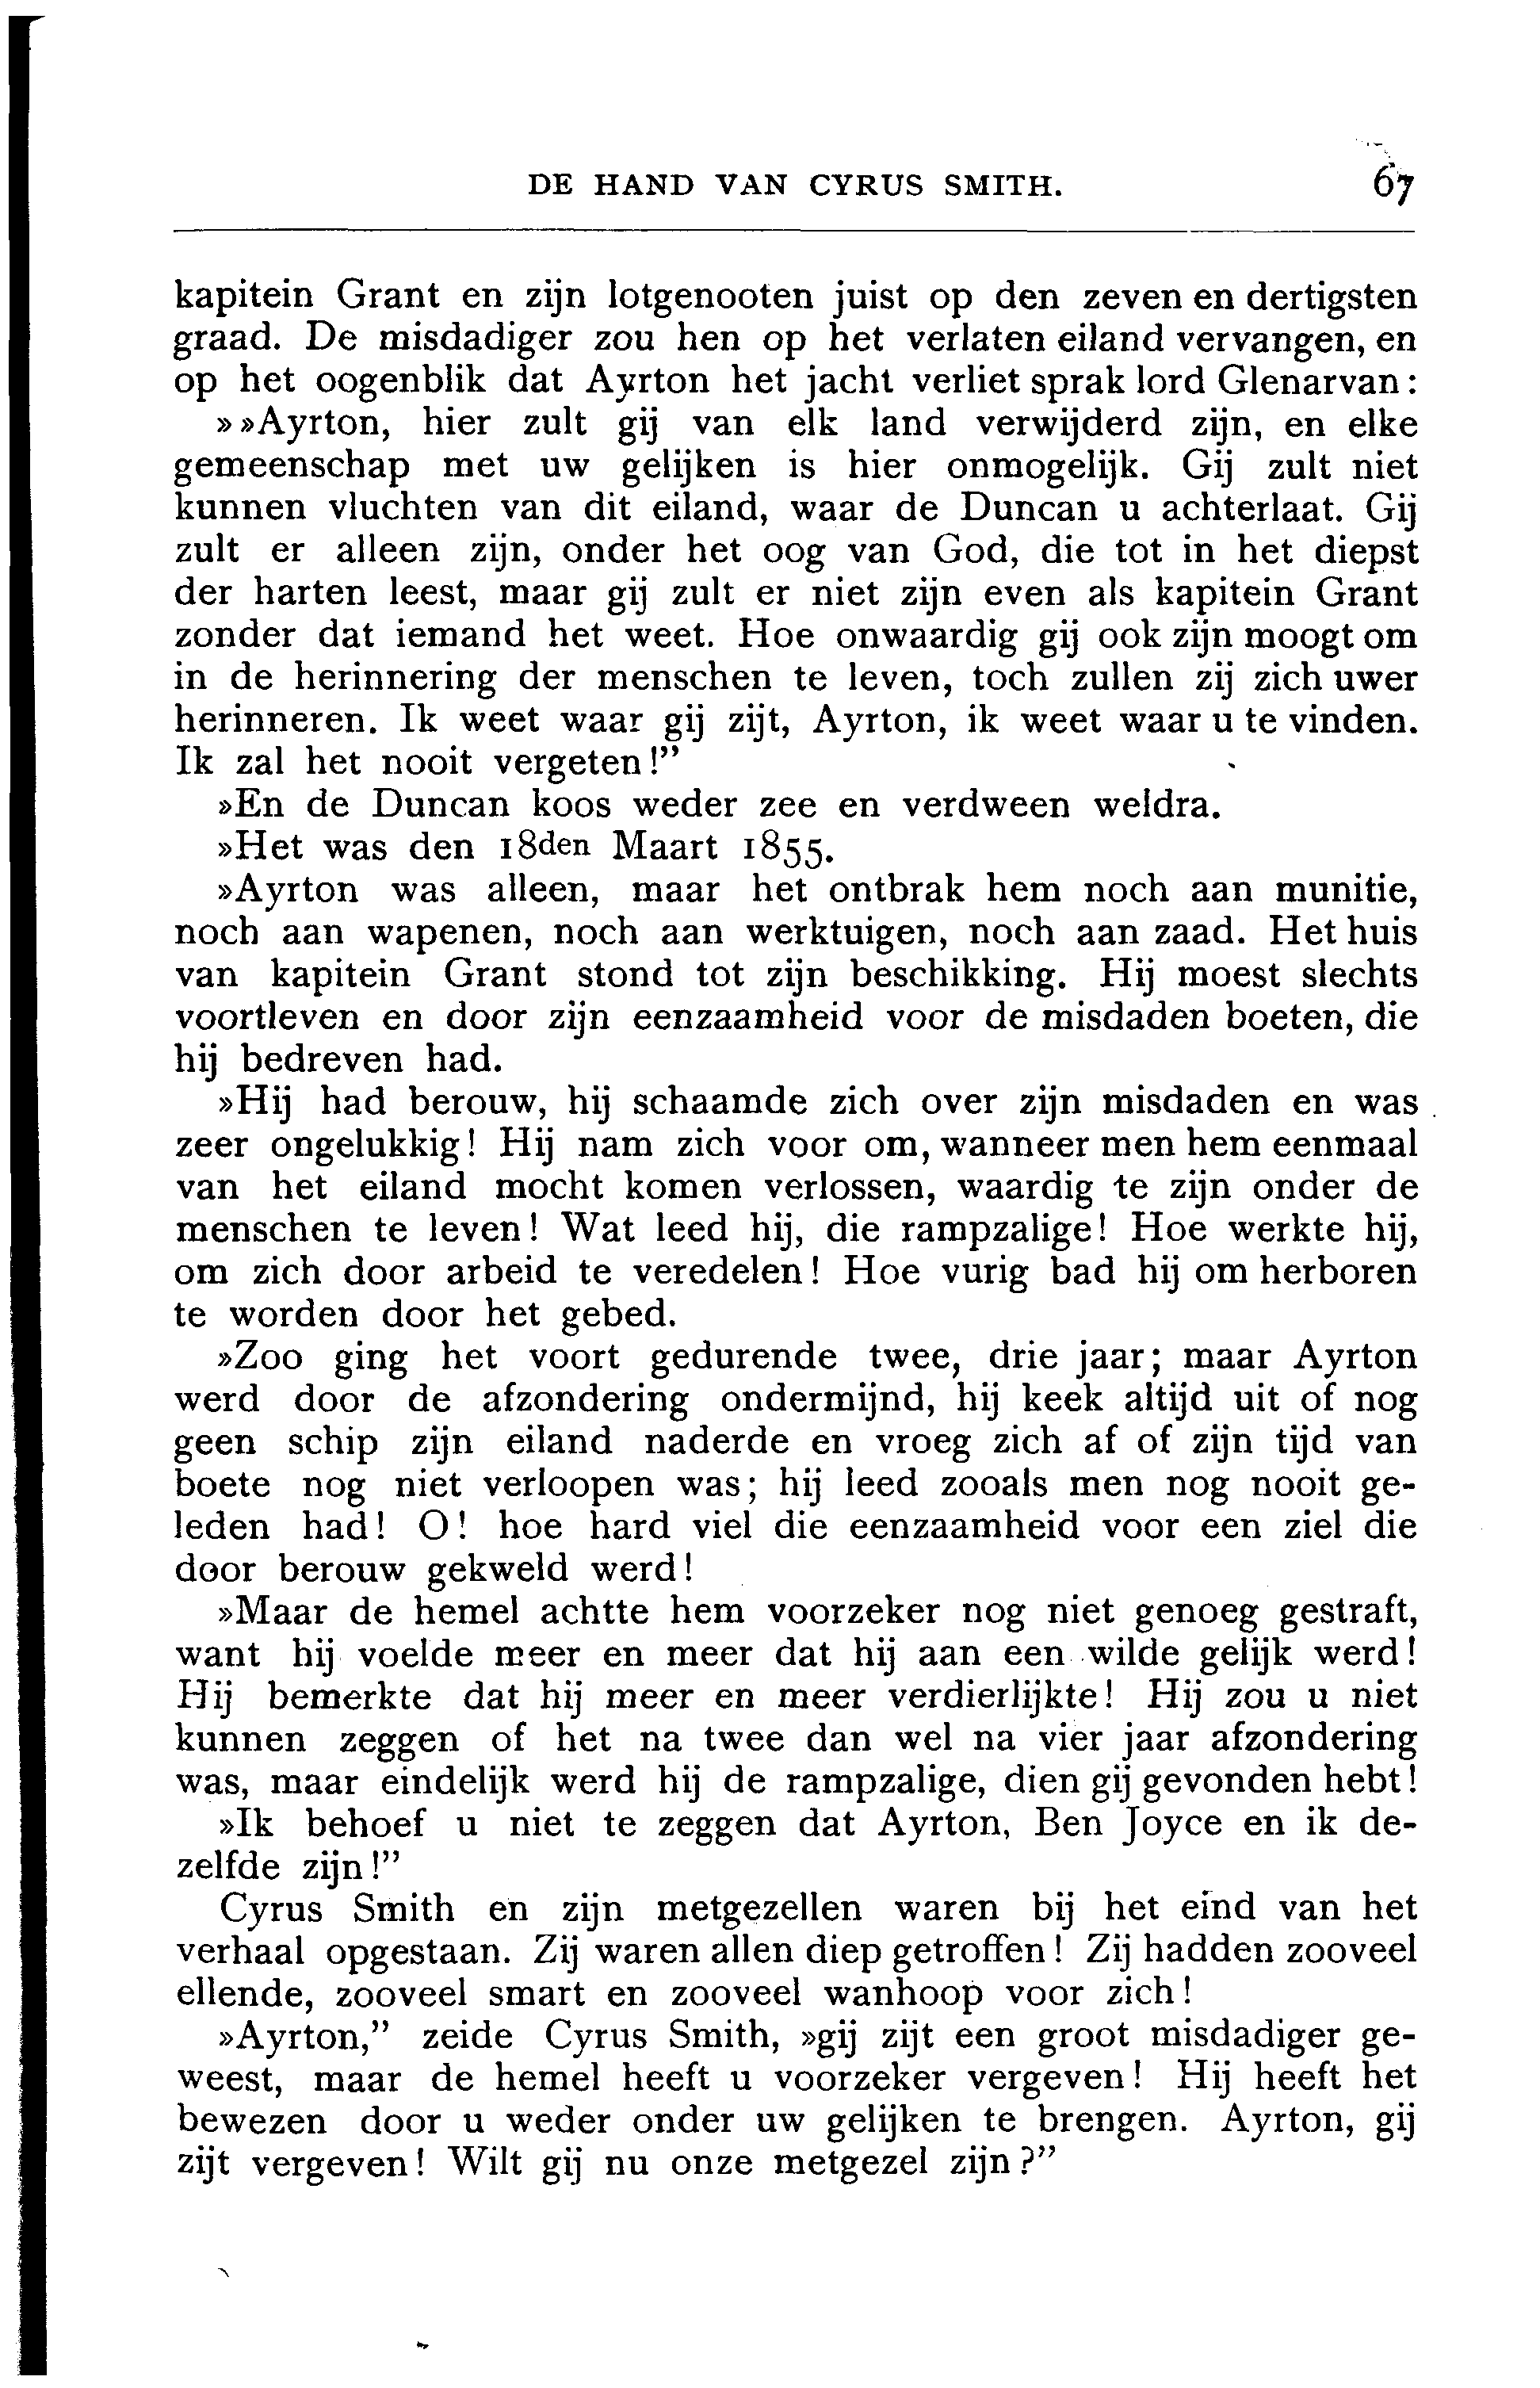 DE HAND VAN CYRUS SMITH. 67
kapitein Grant en zijn lotgenooten juist op den zeven en dertigsten
graad. De misdadiger zou hen op het verlaten eiland vervangen, en
op het oogenblik dat Ayrton het jacht verliet sprak lord Glenarvan:
»»Ayrton, hier zult gij van elk land verwijderd zijn, en elke
gemeenschap met uw gelijken is hier onmogelijk. Gij zult niet
kunnen vluchten van dit eiland, waar de Duncan u achterlaat. Gij
zult er alleen zijn, onder het oog van God, die tot in het diepst
der harten leest, maar gij zult er niet zijn even als kapitein Grant
zonder dat iemand het weet. Hoe onwaardig gij ook zijn moogt om
in de herinnering der menschen te leven, toch zullen zij zich uwer
herinneren. Ik weet waar gij zijt, Ayrton, ik weet waar u te vinden.
Ik zal het nooit vergeten!”
»En de Duncan koos weder zee en verdween weldra.
»Het was den 18den Maart 1855.
»Ayrton was alleen, maar het ontbrak hem noch aan munitie,
noch aan wapenen, noch aan werktuigen, noch aan zaad. Het huis
van kapitein Grant stond tot zijn beschikking. Hij moest slechts
voortleven en door zijn eenzaamheid voor de misdaden boeten, die
hij bedreven had.
»Hij had berouw, hij schaamde zich over zijn misdaden en was
zeer ongelukkig! Hij nam zich voor om, wanneer men hem eenmaal
van het eiland mocht komen verlossen, waardig te zijn onder de
menschen te leven! Wat leed hij, die rampzalige! Hoe werkte hij,
om zich door arbeid te veredelen! Hoe vurig bad hij om herboren
te worden door het gebed.
»Zoo ging het voort gedurende twee, drie jaar; maar Ayrton
werd door de afzondering ondermijnd, hij keek altijd uit of nog
geen schip zijn eiland naderde en vroeg zich af of zijn tijd van
boete nog niet verloopen was; hij leed zooals men nog nooit ge-
leden had! O! hoe hard viel die eenzaamheid voor een ziel die
door berouw gekweld werd!
»Maar de hemel achtte hem voorzeker nog niet genoeg gestraft,
want hij voelde meer en meer dat hij aan een wilde gelijk werd!
Hij bemerkte dat hij meer en meer verdierlijkte! Hij zou u niet
kunnen zeggen of het na twee dan wel na vier jaar afzondering
was, maar eindelijk werd hij de rampzalige, dien gij gevonden hebt!
»Ik behoef u niet te zeggen dat Ayrton, Ben Joyce en ik de-
zelfde zijn!”
Cyrus Smith en zijn metgezellen waren bij het eind van het
verhaal opgestaan. Zij waren allen diep getroffen! Zij hadden zooveel
ellende, zooveel smart en zooveel wanhoop voor zich!
»Ayrton,” zeide Cyrus Smith, »gij zijt een groot misdadiger ge-
weest, maar de hemel heeft u voorzeker vergeven! Hij heeft het
bewezen door u weder onder uw gelijken te brengen. Ayrton, gij
zijt vergeven! Wilt gij nu onze metgezel zijn?”